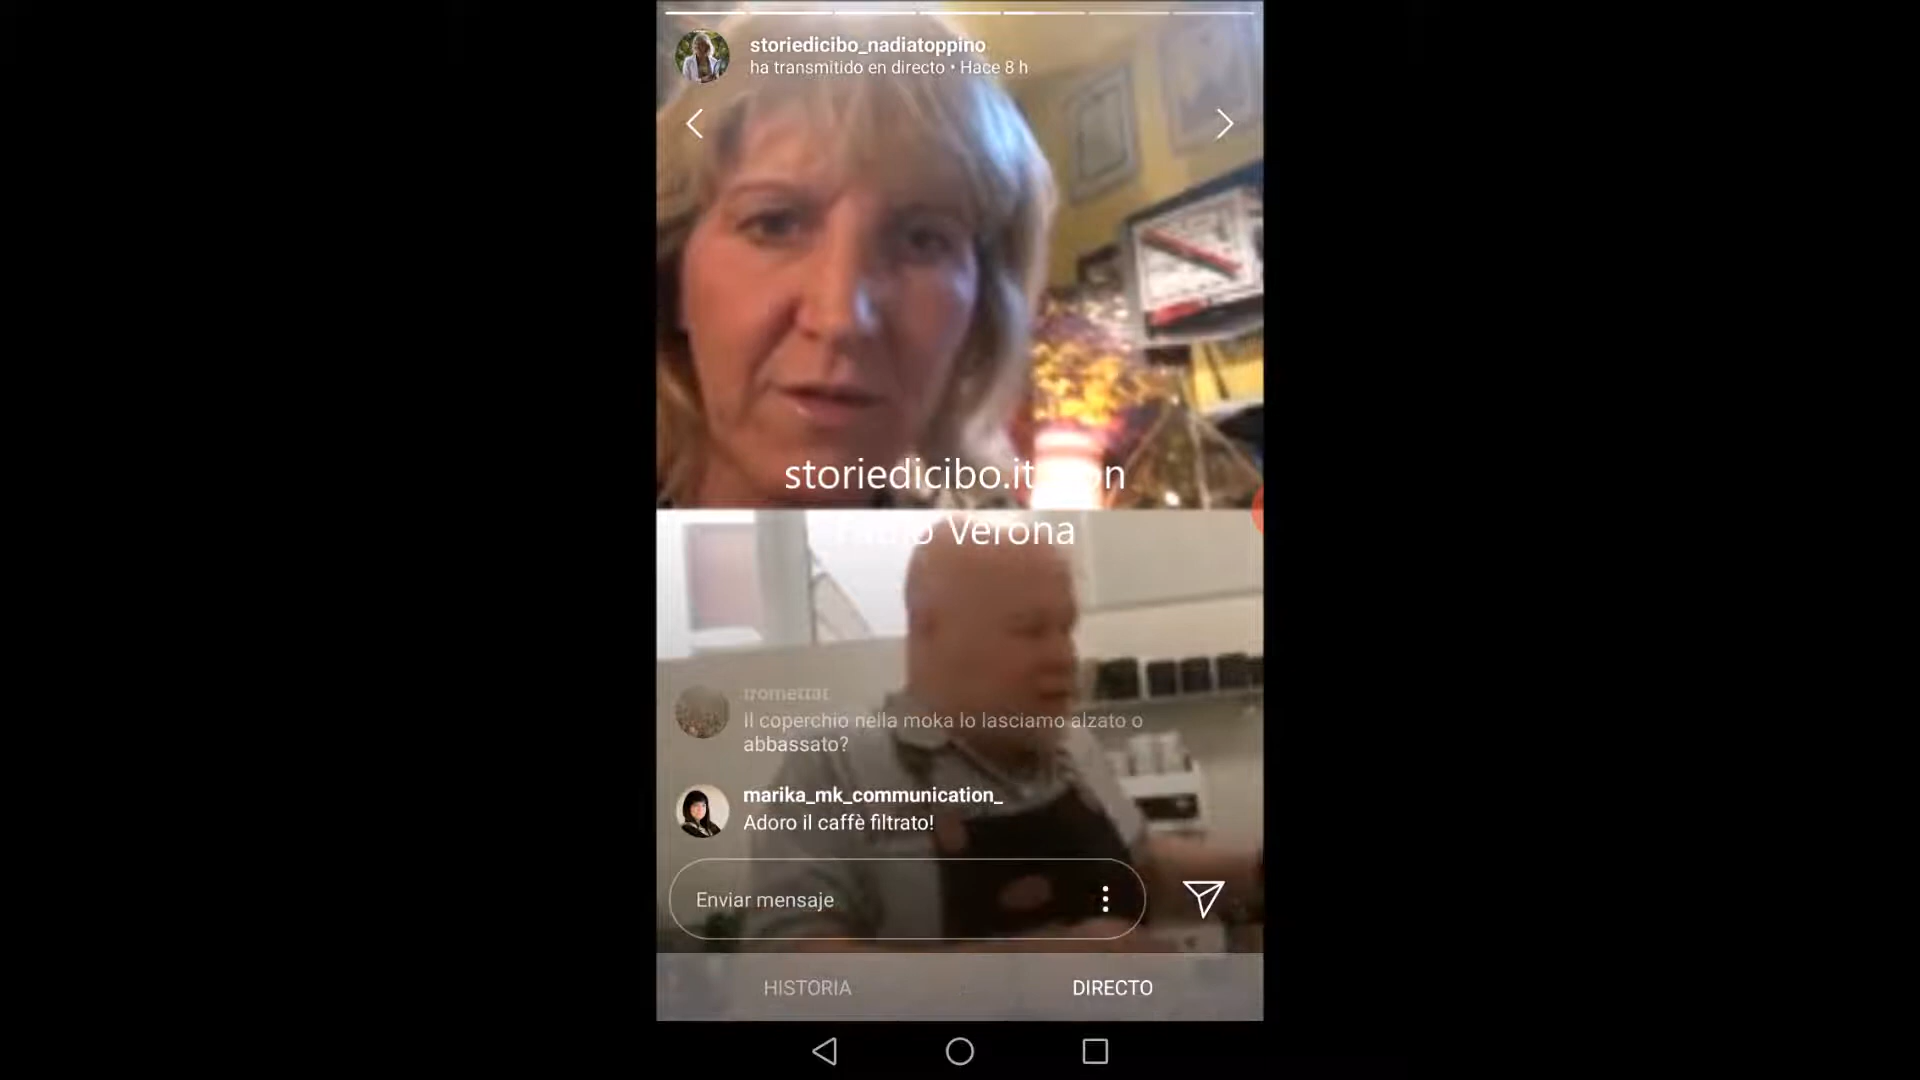 storiedicibo_nadiatoppino
ha transmitido en directo • Hace 8 h
storiedicibo.it con
Verona
Il coperchio nella moka lo lasciamo alzato o
abbassato?
marika_mk_communication_
Adoro il caffè filtrato!
Enviar mensaje
HISTORIA
DIRECTO